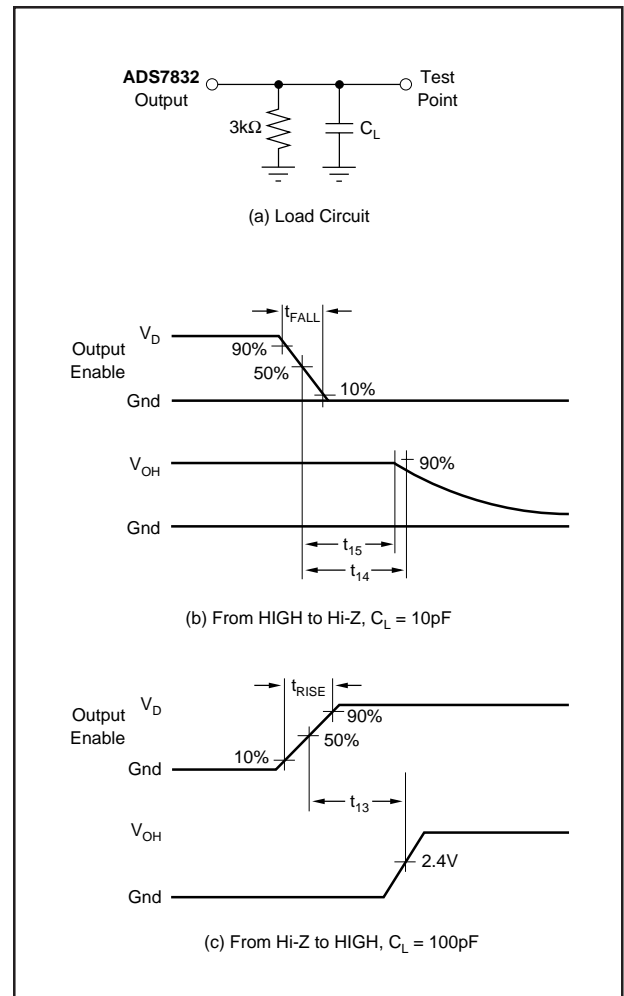 ADS7832
Output
Test
Point
3kΩ
C_L
(a) Load Circuit
t_FALL
V_D
Output
Enable
90%
50%
10%
Gnd
V_OH
90%
Gnd
t_15
t_14
(b) From HIGH to Hi-Z, C_L = 10pF
t_RISE
V_D
Output
Enable
90%
50%
10%
Gnd
t_13
V_OH
2.4V
Gnd
(c) From Hi-Z to HIGH, C_L = 100pF